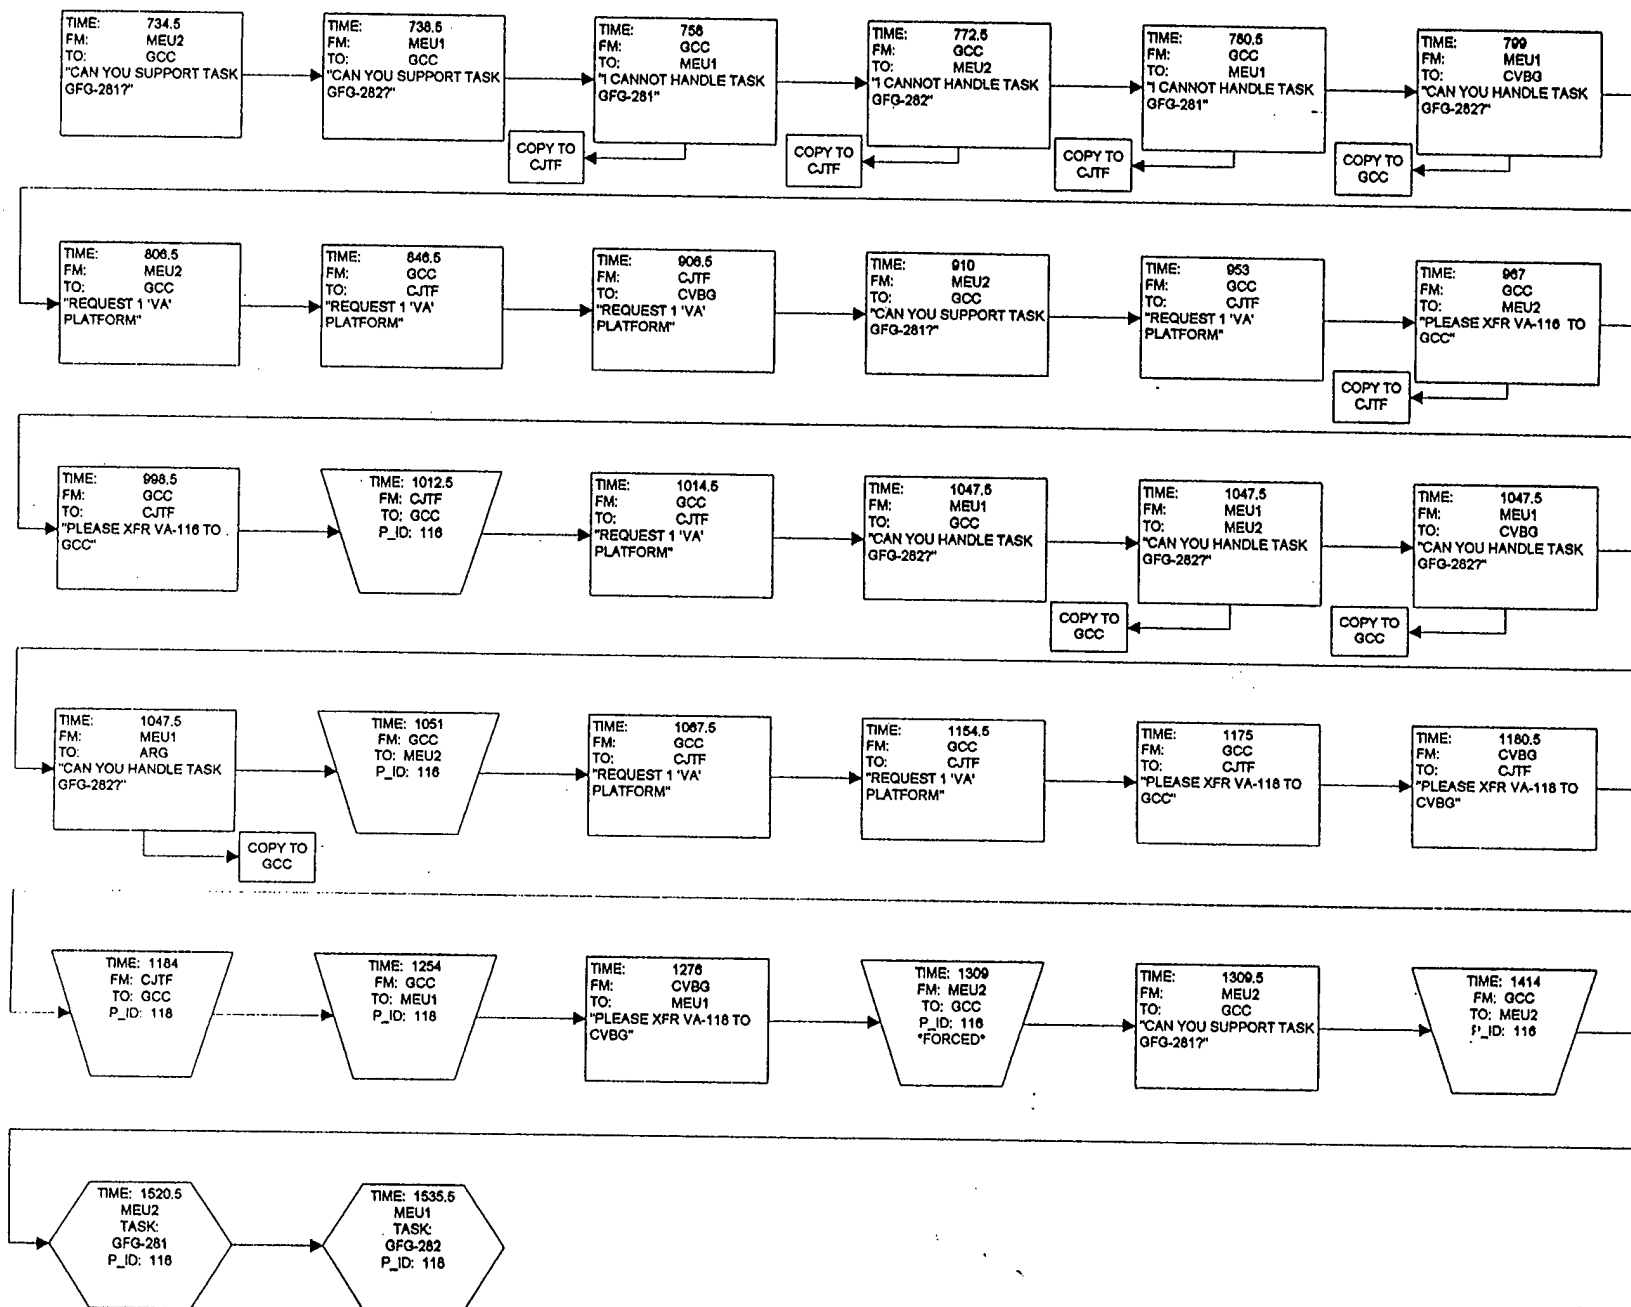 TIME: 734.5
FM: MEU2
TO: GCC
"CAN YOU SUPPORT TASK
GFG-281?"
TIME: 738.5
FM: MEU1
TO: GCC
"CAN YOU SUPPORT TASK
GFG-282?"
TIME: 758
FM: GCC
TO: MEU1
"I CANNOT HANDLE TASK
GFG-281"
COPY TO
CJTF
TIME: 772.5
FM: GCC
TO: MEU2
"I CANNOT HANDLE TASK
GFG-282"
COPY TO
CJTF
TIME: 780.5
FM: GCC
TO: MEU1
"I CANNOT HANDLE TASK
GFG-281"
COPY TO
CJTF
TIME: 799
FM: MEU1
TO: CVBG
"CAN YOU HANDLE TASK
GFG-282?"
COPY TO
GCC
TIME: 806.5
FM: MEU2
TO: GCC
"REQUEST 1 'VA'
PLATFORM"
TIME: 846.5
FM: GCC
TO: CJTF
"REQUEST 1 'VA'
PLATFORM"
TIME: 906.5
FM: CJTF
TO: CVBG
"REQUEST 1 'VA'
PLATFORM"
TIME: 910
FM: MEU2
TO: GCC
"CAN YOU SUPPORT TASK
GFG-281?"
TIME: 953
FM: GCC
TO: CJTF
"REQUEST 1 'VA'
PLATFORM"
TIME: 967
FM: GCC
TO: MEU2
"PLEASE XFR VA-116 TO
GCC"
COPY TO
CJTF
TIME: 998.5
FM: GCC
TO: CJTF
"PLEASE XFR VA-116 TO
GCC"
TIME: 1012.5
FM: CJTF
TO: GCC
P_ID: 116
TIME: 1014.5
FM: GCC
TO: CJTF
"REQUEST 1 'VA'
PLATFORM"
TIME: 1047.5
FM: MEU1
TO: GCC
"CAN YOU HANDLE TASK
GFG-282?"
TIME: 1047.5
FM: MEU1
TO: MEU2
"CAN YOU HANDLE TASK
GFG-282?"
COPY TO
GCC
TIME: 1047.5
FM: MEU1
TO: CVBG
"CAN YOU HANDLE TASK
GFG-282?"
COPY TO
GCC
TIME: 1047.5
FM: MEU1
TO: ARG
"CAN YOU HANDLE TASK
GFG-282?"
COPY TO
GCC
TIME: 1051
FM: GCC
TO: MEU2
P_ID: 116
TIME: 1067.5
FM: GCC
TO: CJTF
"REQUEST 1 'VA'
PLATFORM"
TIME: 1154.5
FM: GCC
TO: CJTF
"REQUEST 1 'VA'
PLATFORM"
TIME: 1175
FM: GCC
TO: CJTF
"PLEASE XFR VA-118 TO
GCC"
TIME: 1180.5
FM: CVBG
TO: CJTF
"PLEASE XFR VA-118 TO
CVBG"
TIME: 1184
FM: CJTF
TO: GCC
P_ID: 118
TIME: 1254
FM: GCC
TO: MEU1
P_ID: 118
TIME: 1276
FM: CVBG
TO: MEU1
"PLEASE XFR VA-118 TO
CVBG"
TIME: 1309
FM: MEU2
TO: GCC
P_ID: 116
*FORCED*
TIME: 1309.5
FM: MEU2
TO: GCC
"CAN YOU SUPPORT TASK
GFG-281?"
TIME: 1414
FM: GCC
TO: MEU2
P_ID: 116
TIME: 1520.5
MEU2
TASK:
GFG-281
P_ID: 116
TIME: 1535.5
MEU1
TASK:
GFG-282
P_ID: 118